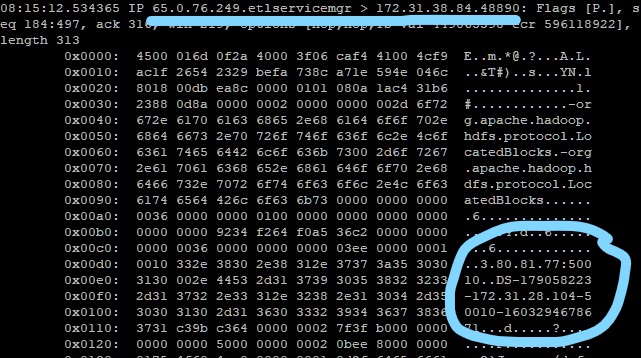 08:15:12.534365 IP 65.0.76.249.etlservicemgr > 172.31.38.84.48890: Flags [P.], s
eq 184:497, ack 316,
length 313
0x0000: 4500 016d 0f2a 4000 3f06 caf4 4100 4cf9 E..m.*@.?...A.L.
0x0010: ac1f 2654 2329 befa 738c a71e 594e 046c ..&T#)..s...YN.l
0x0020: 8018 00db ea8c 0000 0101 080a 1ac4 31b6 ..............1.
0x0030: 2388 0d8a 0000 0002 0000 0000 002d 6f72 #............-or
0x0040: 672e 6170 6163 6865 2e68 6164 6f6f 702e g.apache.hadoop.
0x0050: 6864 6673 2e70 726f 746f 636f 6c2e 4c6f hdfs.protocol.Lo
0x0060: 6361 7465 6442 6c6f 636b 7300 2d6f 7267 catedBlocks.-org
0x0070: 2e61 7061 6368 652e 6861 646f 6f70 2e68 .apache.hadoop.h
0x0080: 6466 732e 7072 6f74 6f63 6f6c 2e4c 6f63 dfs.protocol.Loc
0x0090: 6174 6564 426c 6f63 6b73 0000 0000 0000 atedBlocks......
0x00a0: 0036 0000 0000 0100 0000 0000 0000 0000 .6..............
0x00b0: 0000 0000 9234 f264 f0a5 36c2 0000 0000
0x00c0: 0000 0036 0000 0000 0000 03ee 0000 0001
0x00d0: 0010 332e 3830 2e38 312e 3737 3a35 3030 ..3.80.81.77:500
0x00e0: 3130 002e 4453 2d31 3739 3035 3832 3233 10..DS-179058223
0x00f0: 2d31 3732 2e33 312e 3238 2e31 3034 2d35 -172.31.28.104-5
0x0100: 3030 3130 2d31 3630 3332 3934 3637 3836 0010-16032946786
0x0110: 3731 c39b c364 0000 0002 7f3f b000 0000 71...d.....?....
0x0120: 0000 0000 5000 0000 0002 0bee 8000 0000